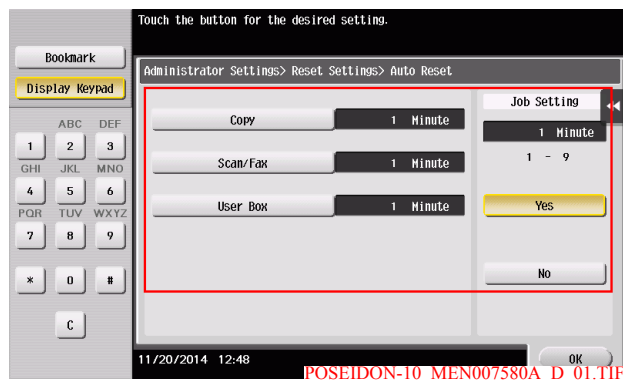 Touch the button for the desired setting.
Bookmark
Display Keypad
Administrator Settings> Reset Settings> Auto Reset
Copy 1 Minute
Scan/Fax 1 Minute
User Box 1 Minute
Job Setting
1 Minute
1 - 9
Yes
No
ABC DEF
1 2 3
GHI JKL MNO
4 5 6
PQR TUV WXYZ
7 8 9
* 0 #
C
11/20/2014 12:48
OK
POSEIDON-10_MEN007580A_D_01.TIF